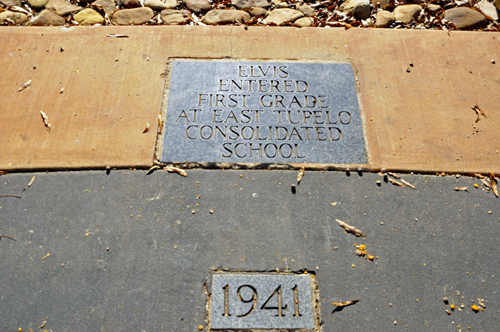 ELVIS
ENTERED
FIRST GRADE
AT EAST TUPELO
CONSOLIDATED
SCHOOL
1941